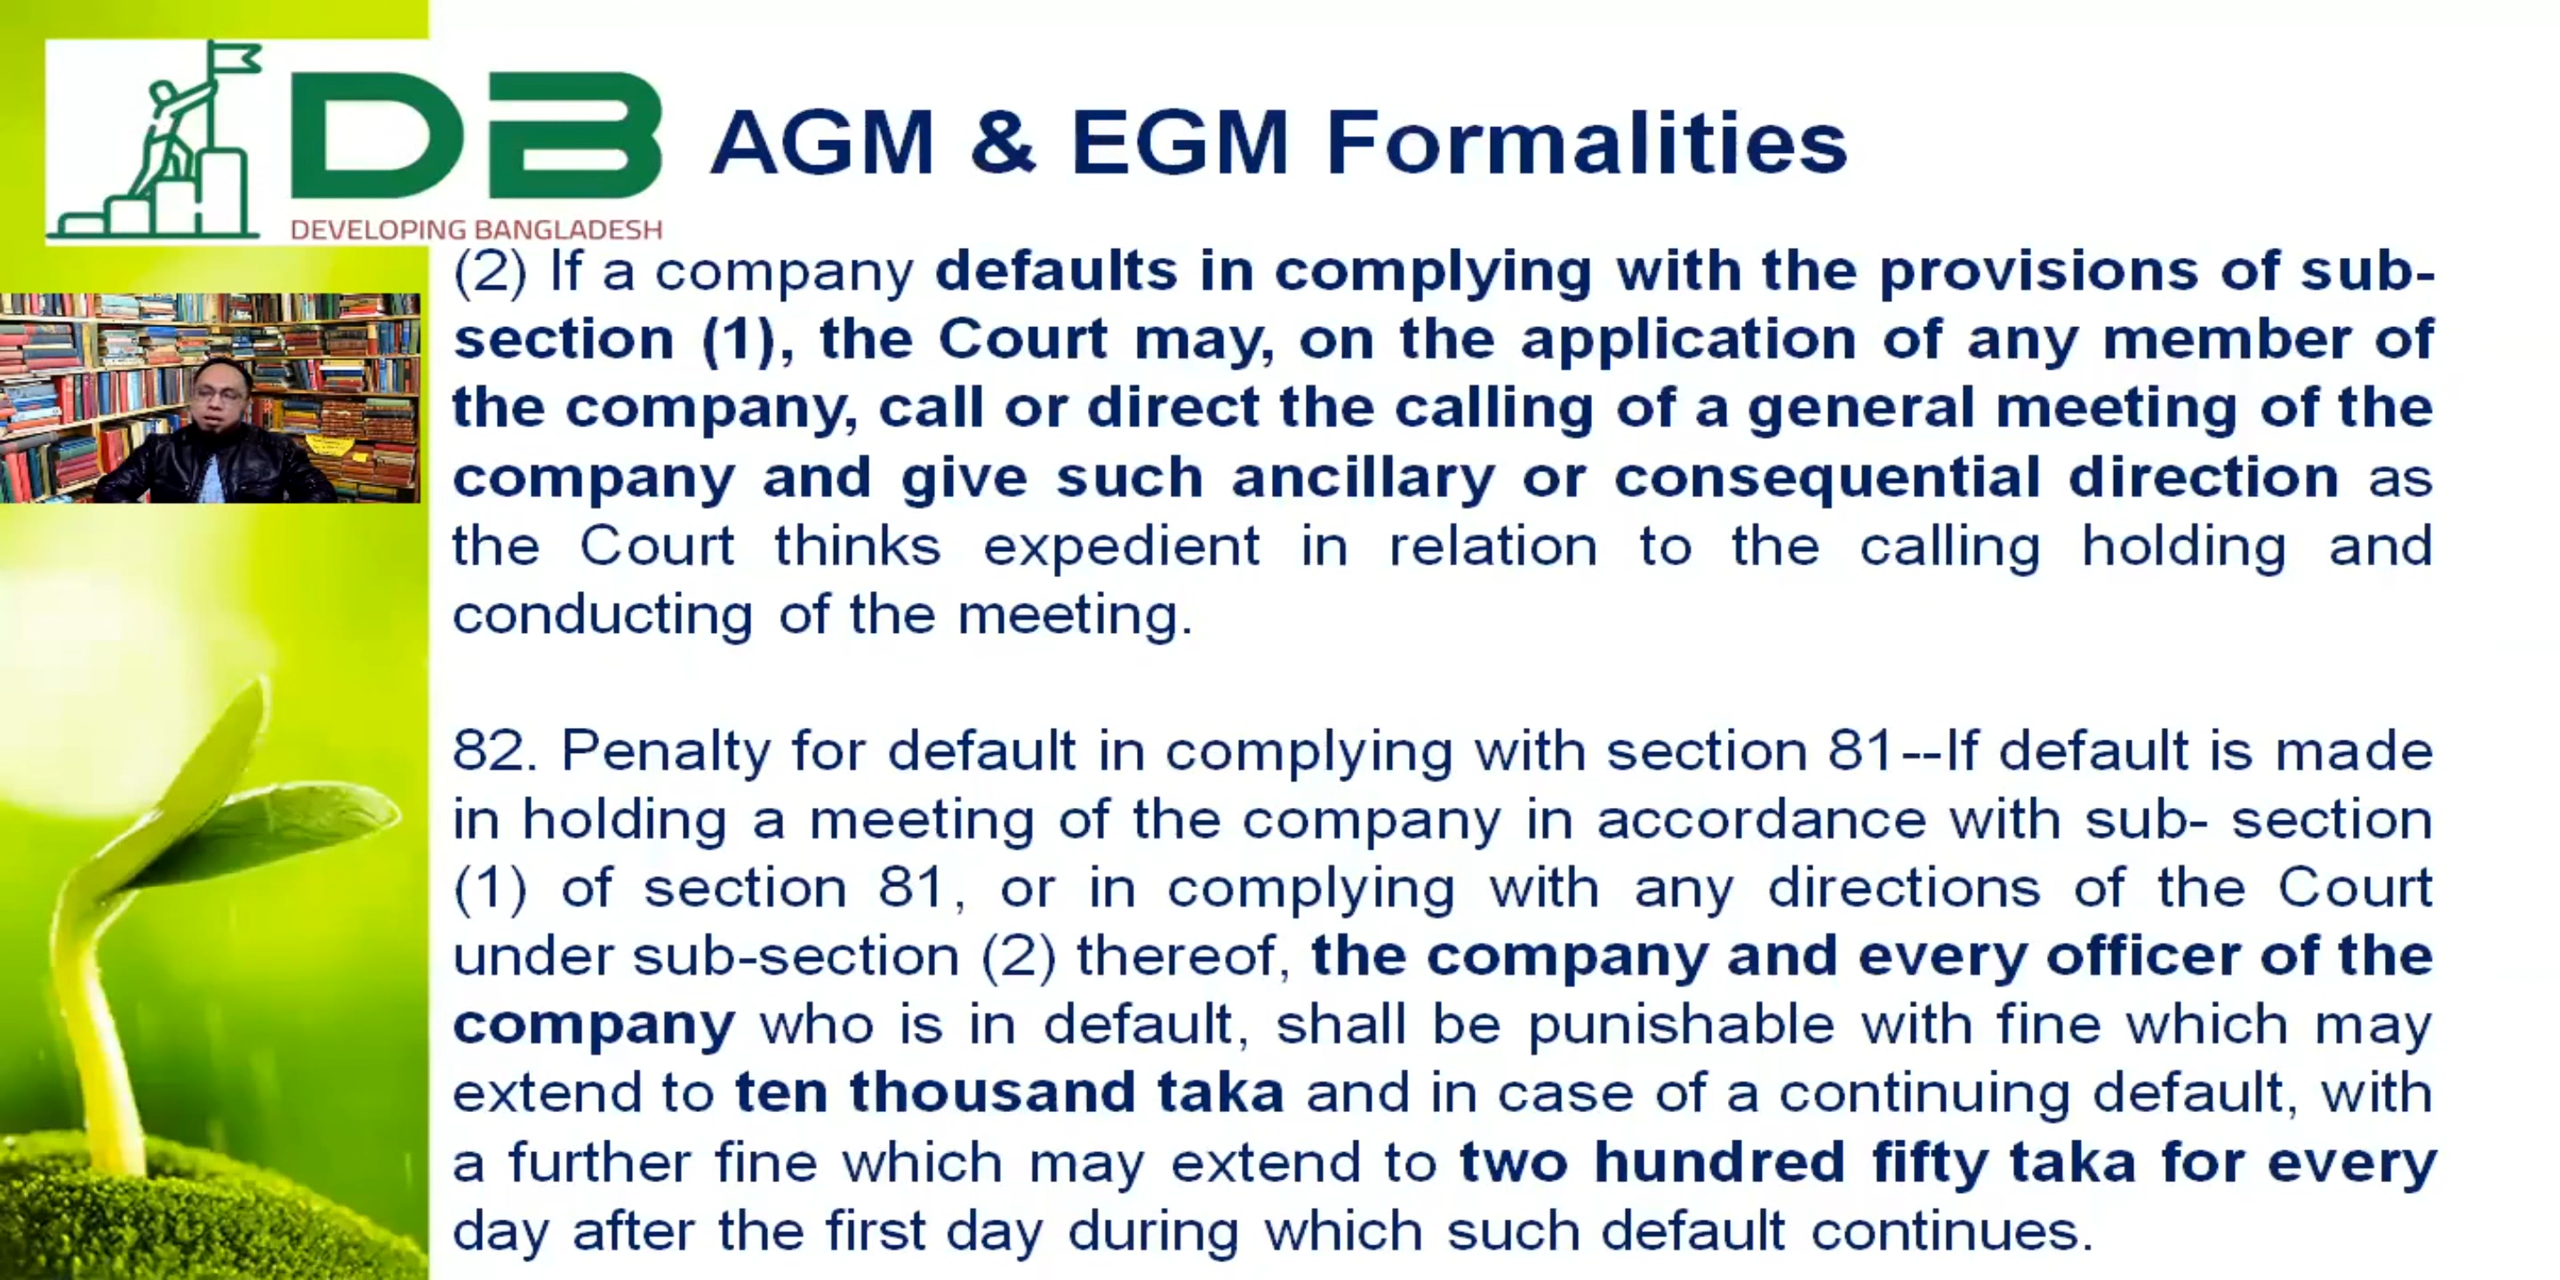 DB
DEVELOPING BANGLADESH
AGM & EGM Formalities
(2) If a company defaults in complying with the provisions of sub-
section (1), the Court may, on the application of any member of
the company, call or direct the calling of a general meeting of the
company and give such ancillary or consequential direction as
the Court thinks expedient in relation to the calling holding and
conducting of the meeting.
82. Penalty for default in complying with section 81--If default is made
in holding a meeting of the company in accordance with sub- section
(1) of section 81, or in complying with any directions of the Court
under sub-section (2) thereof, the company and every officer of the
company who is in default, shall be punishable with fine which may
extend to ten thousand taka and in case of a continuing default, with
a further fine which may extend to two hundred fifty taka for every
day after the first day during which such default continues.